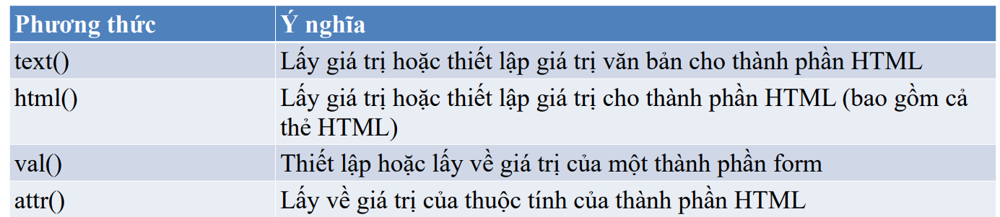 Phương thức Ý nghĩa
text() Lấy giá trị hoặc thiết lập giá trị văn bản cho thành phần HTML
html() Lấy giá trị hoặc thiết lập giá trị cho thành phần HTML (bao gồm cả
thẻ HTML)
val() Thiết lập hoặc lấy về giá trị của một thành phần form
attr() Lấy về giá trị của thuộc tính của thành phần HTML